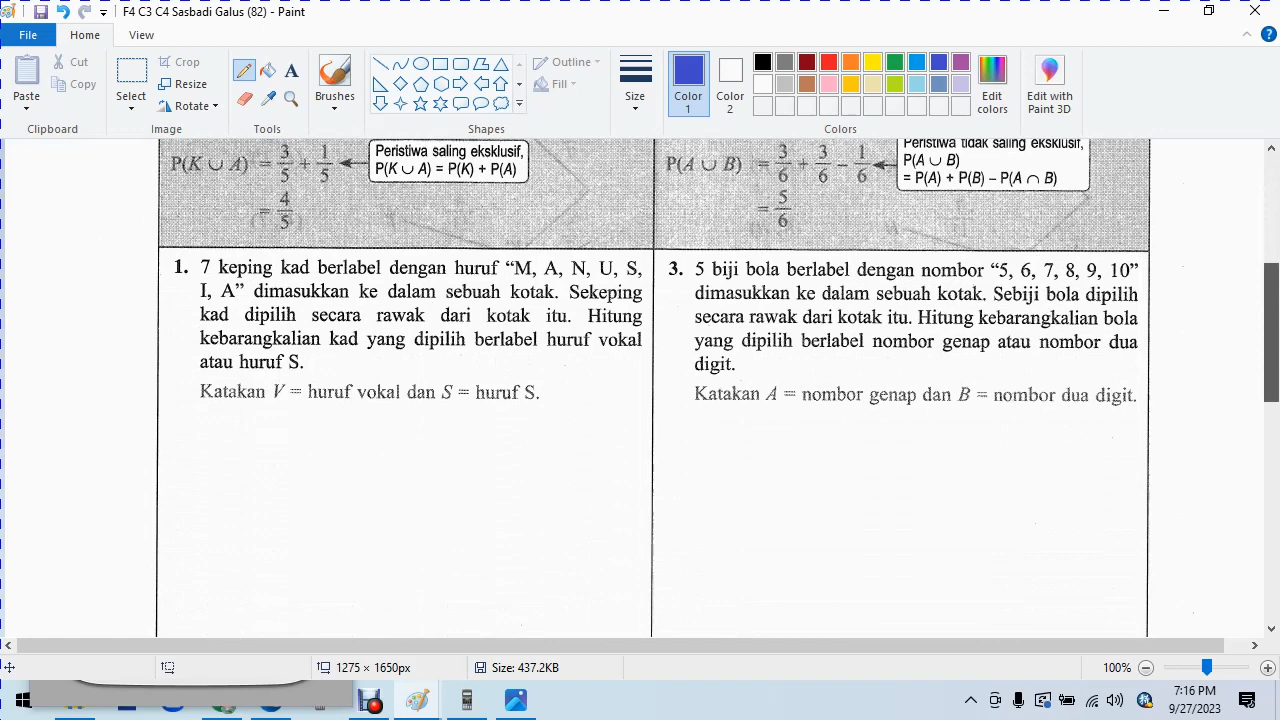 F4 C3 C4 Sasbadi Galus (82) - Paint
File Home View
Paste
Cut
Copy
Clipboard
Select
Crop
Resize
Rotate
Image
A
Tools
Brushes
Outline
Fill
Shapes
Size
Color 1
Color 2
Edit colors
Colors
Edit with Paint 3D
P(K ∪ A) = 3/5 + 1/5
= 4/5
Peristiwa saling eksklusif,
P(K ∪ A) = P(K) + P(A)
P(A ∪ B) = 3/6 + 3/6 − 1/6
= 5/6
Peristiwa tidak saling eksklusif,
P(A ∪ B)
= P(A) + P(B) – P(A ∩ B)
1. 7 keping kad berlabel dengan huruf “M, A, N, U, S,
I, A” dimasukkan ke dalam sebuah kotak. Sekeping
kad dipilih secara rawak dari kotak itu. Hitung
kebarangkalian kad yang dipilih berlabel huruf vokal
atau huruf S.
Katakan V = huruf vokal dan S = huruf S.
3. 5 biji bola berlabel dengan nombor “5, 6, 7, 8, 9, 10”
dimasukkan ke dalam sebuah kotak. Sebiji bola dipilih
secara rawak dari kotak itu. Hitung kebarangkalian bola
yang dipilih berlabel nombor genap atau nombor dua
digit.
Katakan A = nombor genap dan B = nombor dua digit.
1275 × 1650px
Size: 437.2KB
100%
7:16 PM
9/27/2023